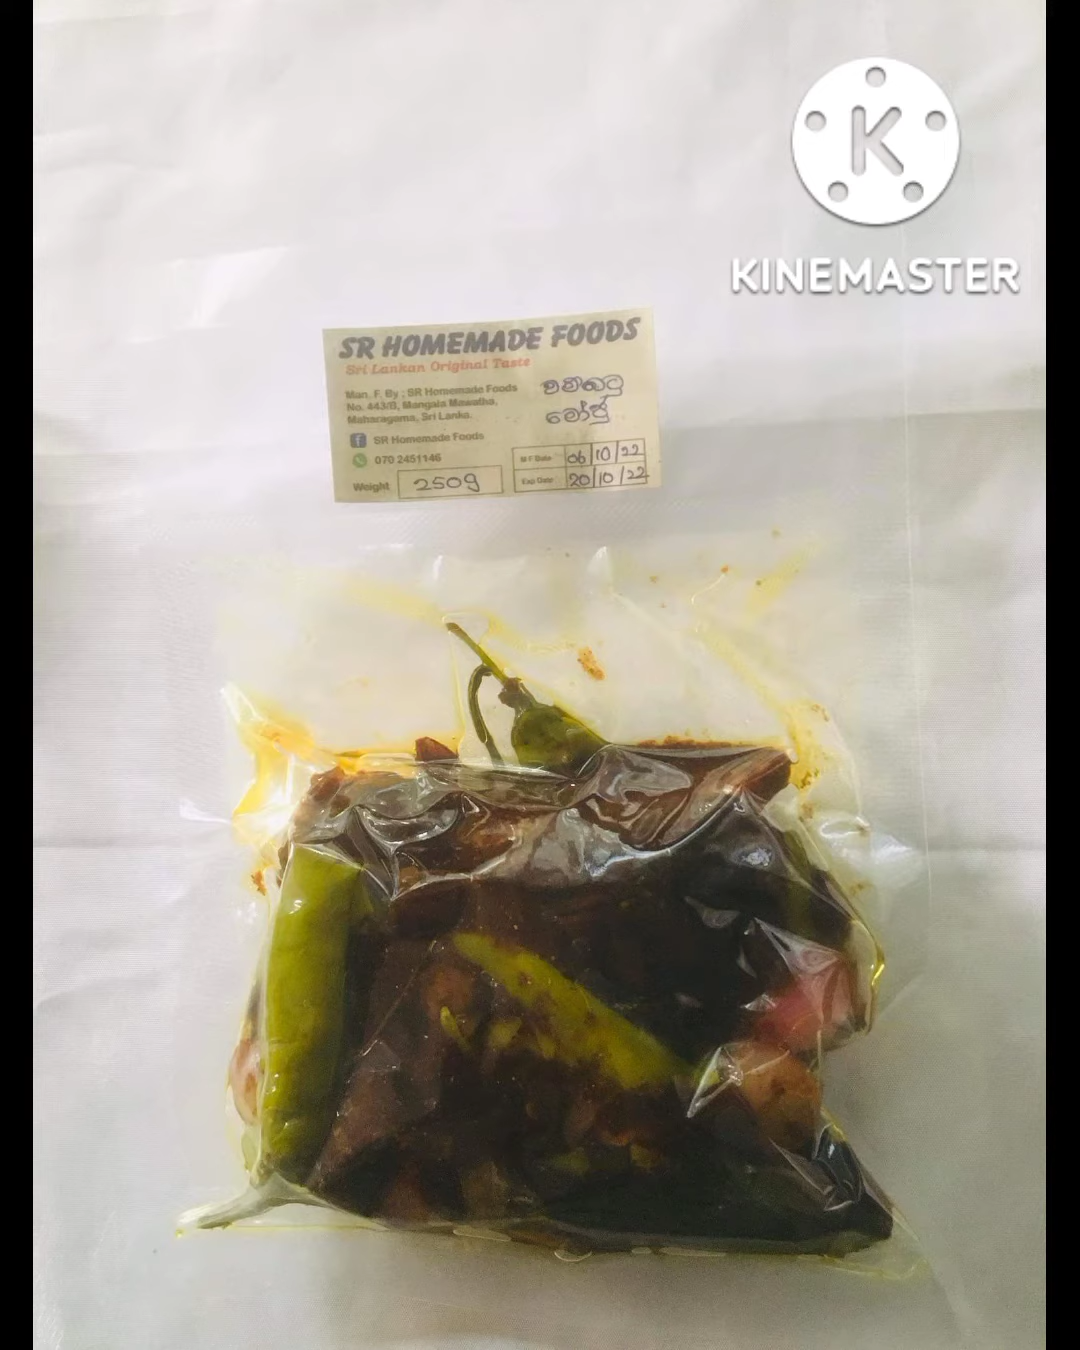 KINEMASTER
SR HOMEMADE FOODS
Sri Lankan Original Taste
Man. F. By ; SR Homemade Foods
No. 443/B, Mangala Mawatha,
Maharagama, Sri Lanka.
වම්බටු
මෝජු
SR Homemade Foods
070 2451146
Weight 250g
M F Date 06/10/22
Exp Date 20/10/22